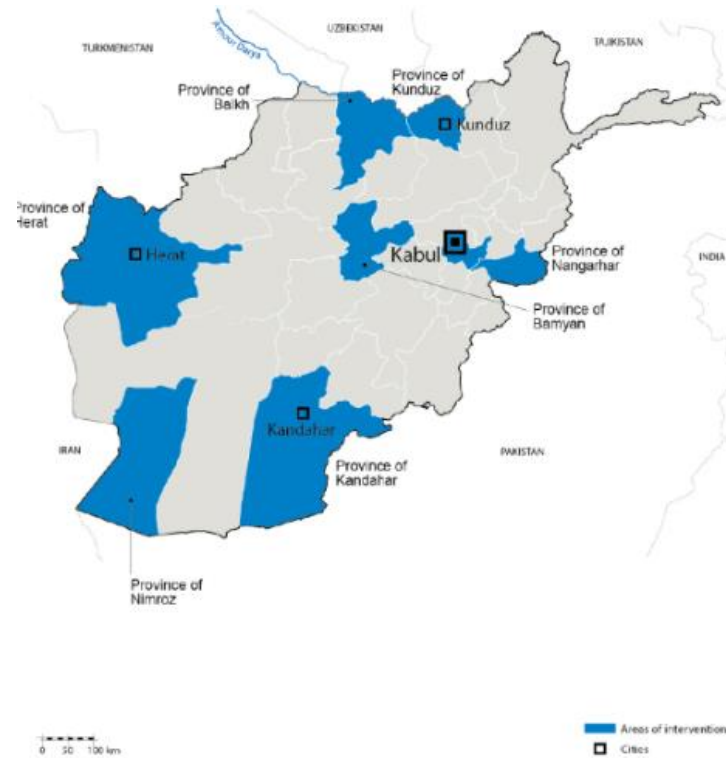 UZBEKISTAN
TAJIKISTAN
TURKMENISTAN
Amour Darya
Province of
Kunduz
Province of
Balkh
Kunduz
Province of
Herat
Herat
Kabul
Province of
Nangarhar
INDIA
Province of
Bamyan
Kandahar
IRAN
PAKISTAN
Province of
Kandahar
Province of
Nimroz
Areas of intervention
0 50 100 km
Cities